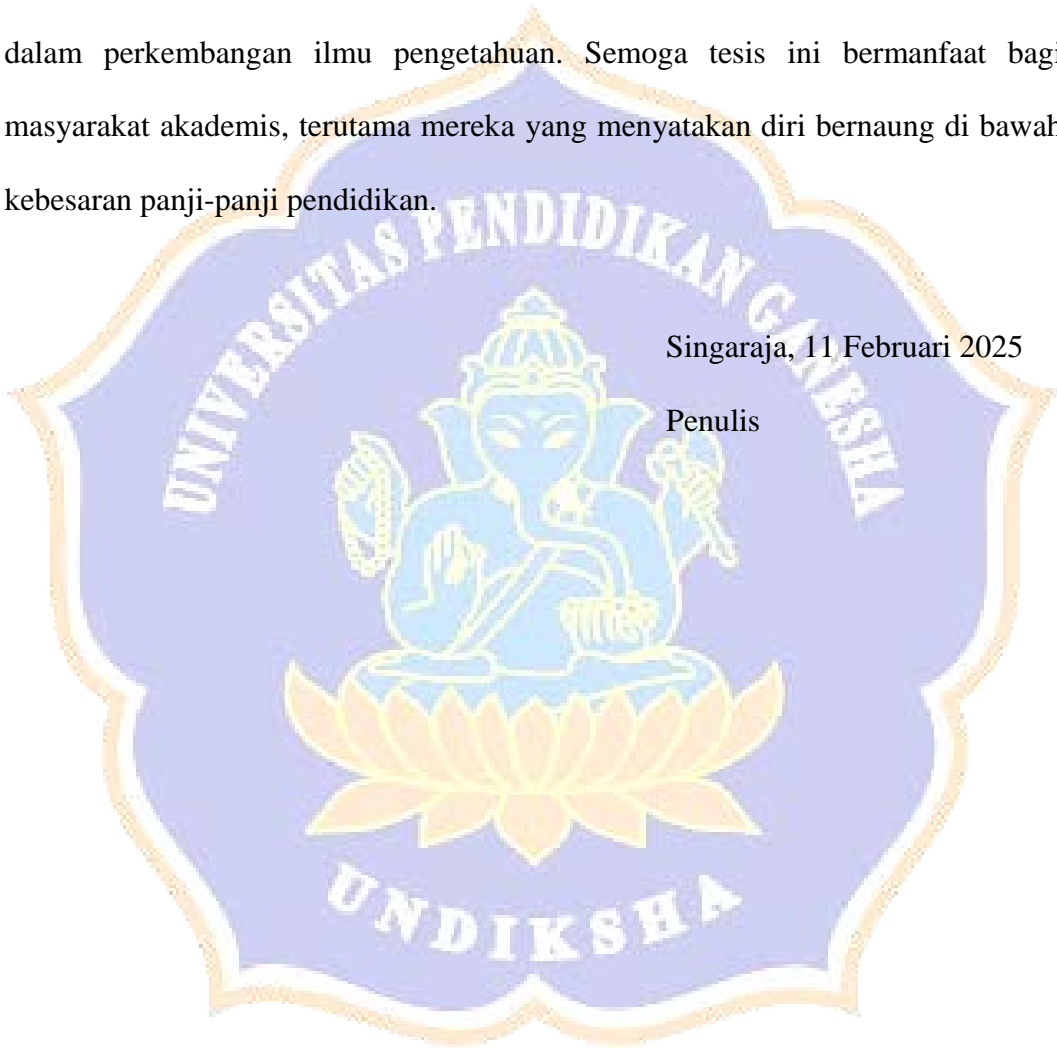 dalam perkembangan ilmu pengetahuan. Semoga tesis ini bermanfaat bagi
masyarakat akademis, terutama mereka yang menyatakan diri bernaung di bawah
kebesaran panji-panji pendidikan.
UNIVERSITAS PENDIDIKAN GANESHA
Singaraja, 11 Februari 2025
Penulis
UNDIKSHA